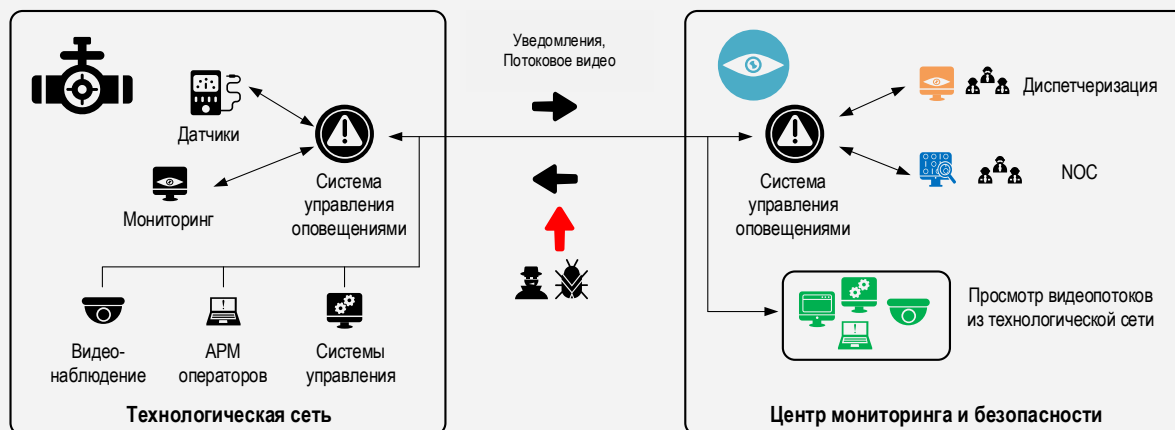 Уведомления,
Потоковое видео
Датчики
Мониторинг
Система
управления
оповещениями
Видео-
наблюдение
АРМ
операторов
Системы
управления
Технологическая сеть
Диспетчеризация
NOC
Система
управления
оповещениями
Просмотр видеопотоков
из технологической сети
Центр мониторинга и безопасности